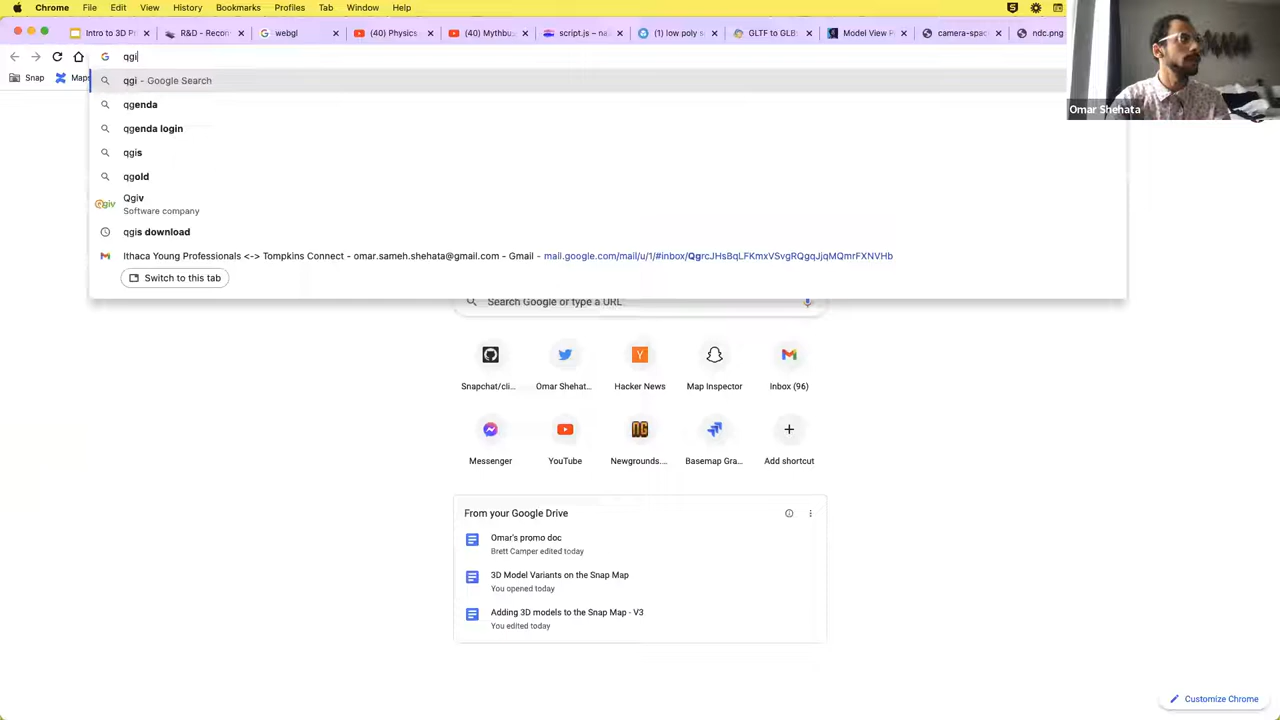 Chrome File Edit View History Bookmarks Profiles Tab Window Help
Intro to 3D P
R&D - Recon
webgl
(40) Physics
(40) Mythbu
script.js – na
(1) low poly s
GLTF to GLB
Model View P
camera-spac
ndc.png
qgi
Snap
Maps
qgi - Google Search
qgenda
qgenda login
qgis
qgold
Qgiv
Software company
qgis download
Ithaca Young Professionals <-> Tompkins Connect - omar.sameh.shehata@gmail.com - Gmail - mail.google.com/mail/u/1/#inbox/QgrcJHsBqLFKmxVSvgRQgqJjqMQmrFXNVHb
Switch to this tab
Omar Shehata
Search Google or type a URL
Snapchat/cli... Omar Shehat... Hacker News Map Inspector Inbox (96)
Messenger YouTube Newgrounds.... Basemap Gra... Add shortcut
From your Google Drive
Omar's promo doc
Brett Camper edited today
3D Model Variants on the Snap Map
You opened today
Adding 3D models to the Snap Map - V3
You edited today
Customize Chrome